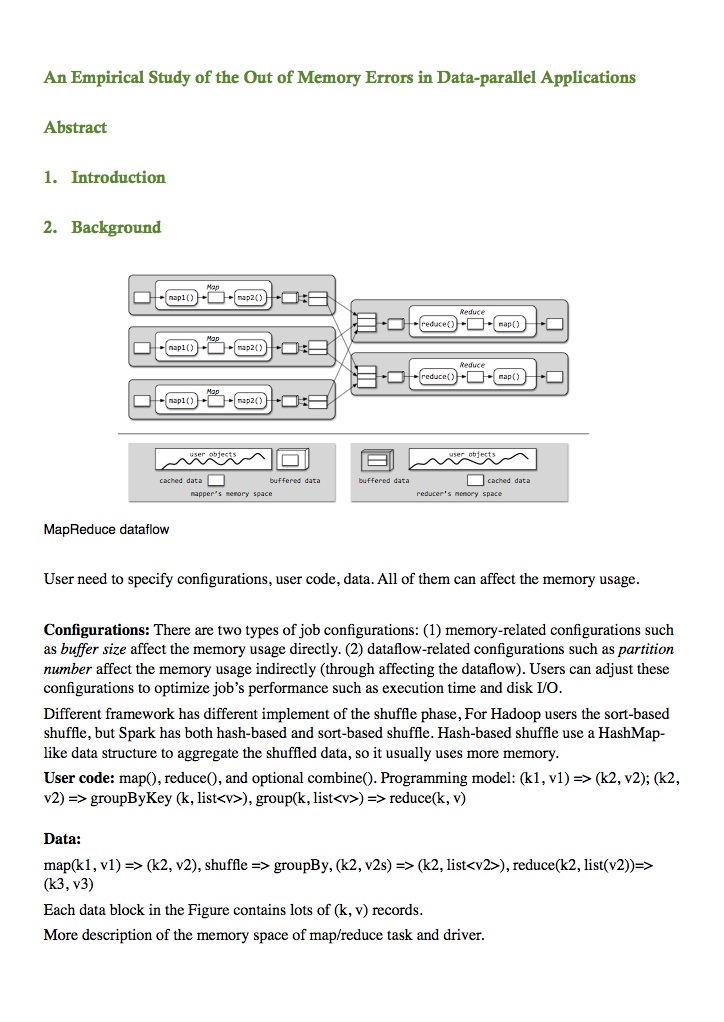 An Empirical Study of the Out of Memory Errors in Data-parallel Applications
Abstract
1. Introduction
2. Background
Map
map1() map2()
Reduce
reduce() map()
Map
map1() map2()
Reduce
reduce() map()
Map
map1() map2()
user objects
user objects
cached data buffered data
buffered data cached data
mapper's memory space
reducer's memory space
MapReduce dataflow
User need to specify configurations, user code, data. All of them can affect the memory usage.
Configurations: There are two types of job configurations: (1) memory-related configurations such
as buffer size affect the memory usage directly. (2) dataflow-related configurations such as partition
number affect the memory usage indirectly (through affecting the dataflow). Users can adjust these
configurations to optimize job's performance such as execution time and disk I/O.
Different framework has different implement of the shuffle phase, For Hadoop users the sort-based
shuffle, but Spark has both hash-based and sort-based shuffle. Hash-based shuffle use a HashMap-
like data structure to aggregate the shuffled data, so it usually uses more memory.
User code: map(), reduce(), and optional combine(). Programming model: (k1, v1) => (k2, v2); (k2,
v2) => groupByKey (k, list<v>), group(k, list<v>) => reduce(k, v)
Data:
map(k1, v1) => (k2, v2), shuffle => groupBy, (k2, v2s) => (k2, list<v2>), reduce(k2, list(v2))=>
(k3, v3)
Each data block in the Figure contains lots of (k, v) records.
More description of the memory space of map/reduce task and driver.